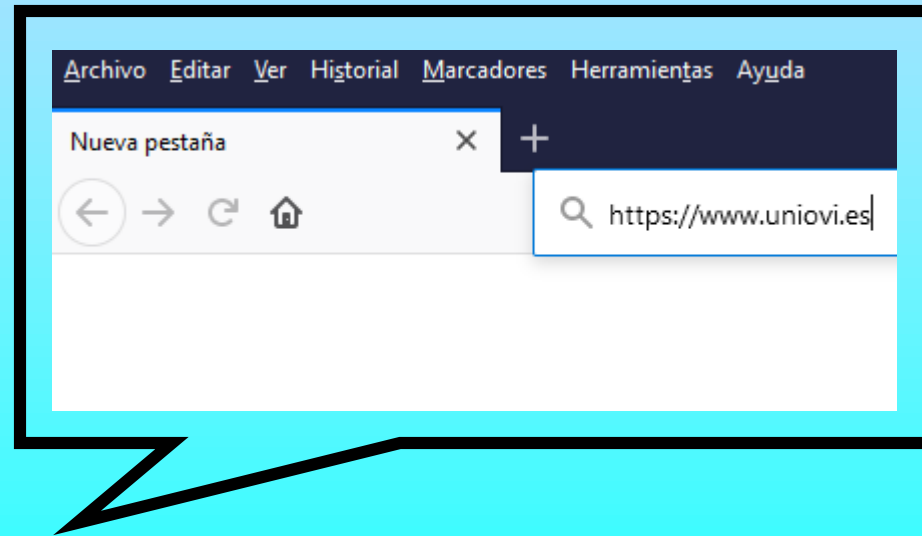 Archivo Editar Ver Historial Marcadores Herramientas Ayuda
Nueva pestaña
https://www.uniovi.es